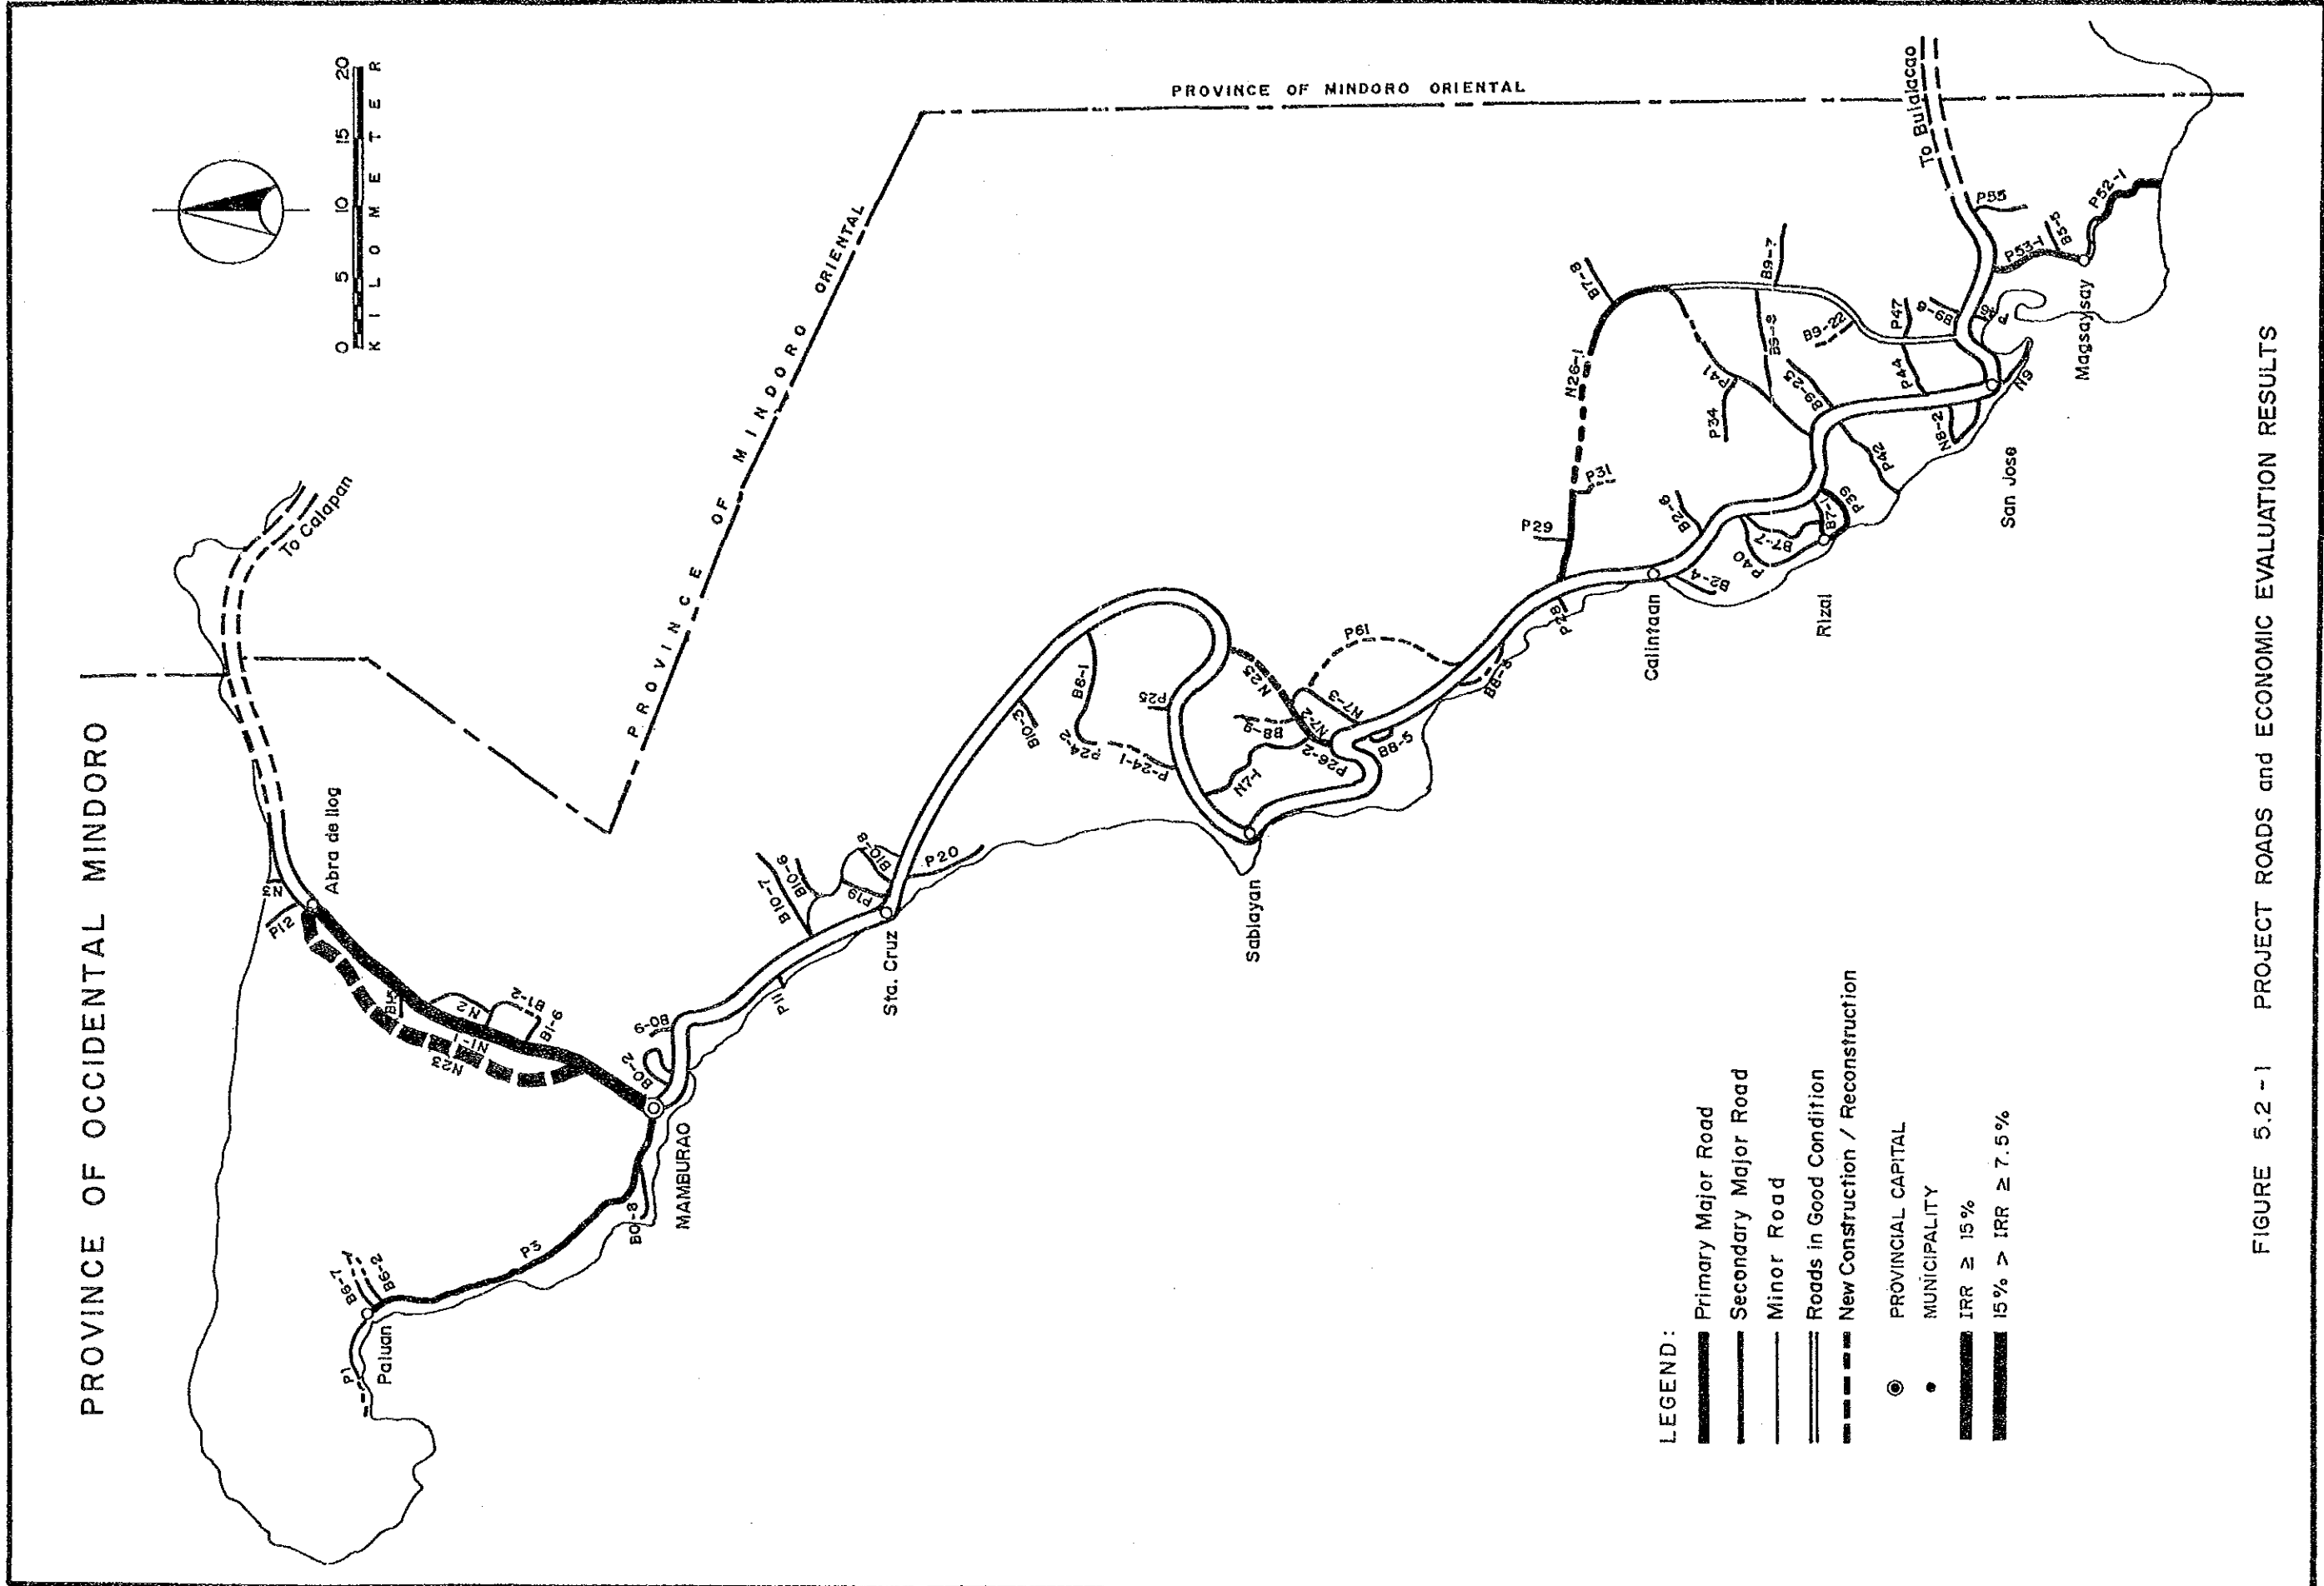 PROVINCE OF OCCIDENTAL MINDORO
0 5 10 15 20
KILOMETER
PROVINCE OF MINDORO ORIENTAL
PROVINCE OF MINDORO ORIENTAL
To Calapan
To Bulalacao
Abra de Ilog
N3
P12
B1-5
N2
B1-2
B1-6
N1-1
N23
MAMBURAO
B0-2
B0-9
B0-8
P3
B6-7
B6-2
Paluan
P1
P11
B10-7
B10-6
P19
B10-8
P20
Sta. Cruz
B10-3
B8-1
P24-2
P-24-1
P25
Sablayan
N7-1
N25
B8-9
N7-2
P26-2
N7-3
B8-5
P61
P28
P29
P31
N26-1
Calintaan
B2-4
B2-6
P40
B7-7
B7-1
P39
Rizal
P42
P34
P41
B9-25
B9-7
B9-22
B7-8
P44
P47
N8-2
N9
San Jose
P53-1
B5-5
P55
P52-1
Magsaysay
LEGEND:
Primary Major Road
Secondary Major Road
Minor Road
Roads in Good Condition
New Construction / Reconstruction
PROVINCIAL CAPITAL
MUNICIPALITY
IRR ≥ 15%
15% > IRR ≥ 7.5%
FIGURE 5.2-1 PROJECT ROADS and ECONOMIC EVALUATION RESULTS